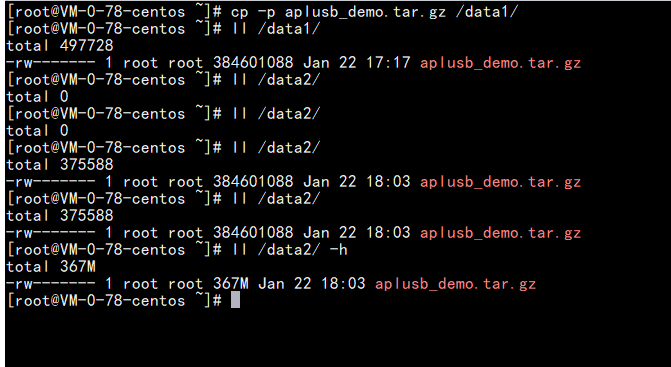 [root@VM-0-78-centos ~]# cp -p aplusb_demo.tar.gz /data1/
[root@VM-0-78-centos ~]# ll /data1/
total 497728
-rw------- 1 root root 384601088 Jan 22 17:17 aplusb_demo.tar.gz
[root@VM-0-78-centos ~]# ll /data2/
total 0
[root@VM-0-78-centos ~]# ll /data2/
total 0
[root@VM-0-78-centos ~]# ll /data2/
total 375588
-rw------- 1 root root 384601088 Jan 22 18:03 aplusb_demo.tar.gz
[root@VM-0-78-centos ~]# ll /data2/
total 375588
-rw------- 1 root root 384601088 Jan 22 18:03 aplusb_demo.tar.gz
[root@VM-0-78-centos ~]# ll /data2/ -h
total 367M
-rw------- 1 root root 367M Jan 22 18:03 aplusb_demo.tar.gz
[root@VM-0-78-centos ~]#